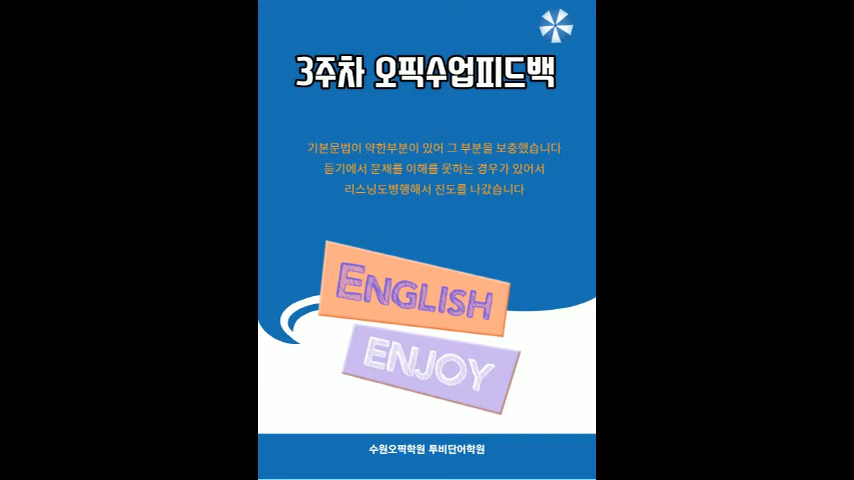 3주차 오픽수업피드백
기본문법이 약한부분이 있어 그 부분을 보충했습니다
듣기에서 문제를 이해를 못하는 경우가 있어서
리스닝도병행해서 진도를 나갔습니다
ENGLISH
ENJOY
수원오픽학원 투비단어학원